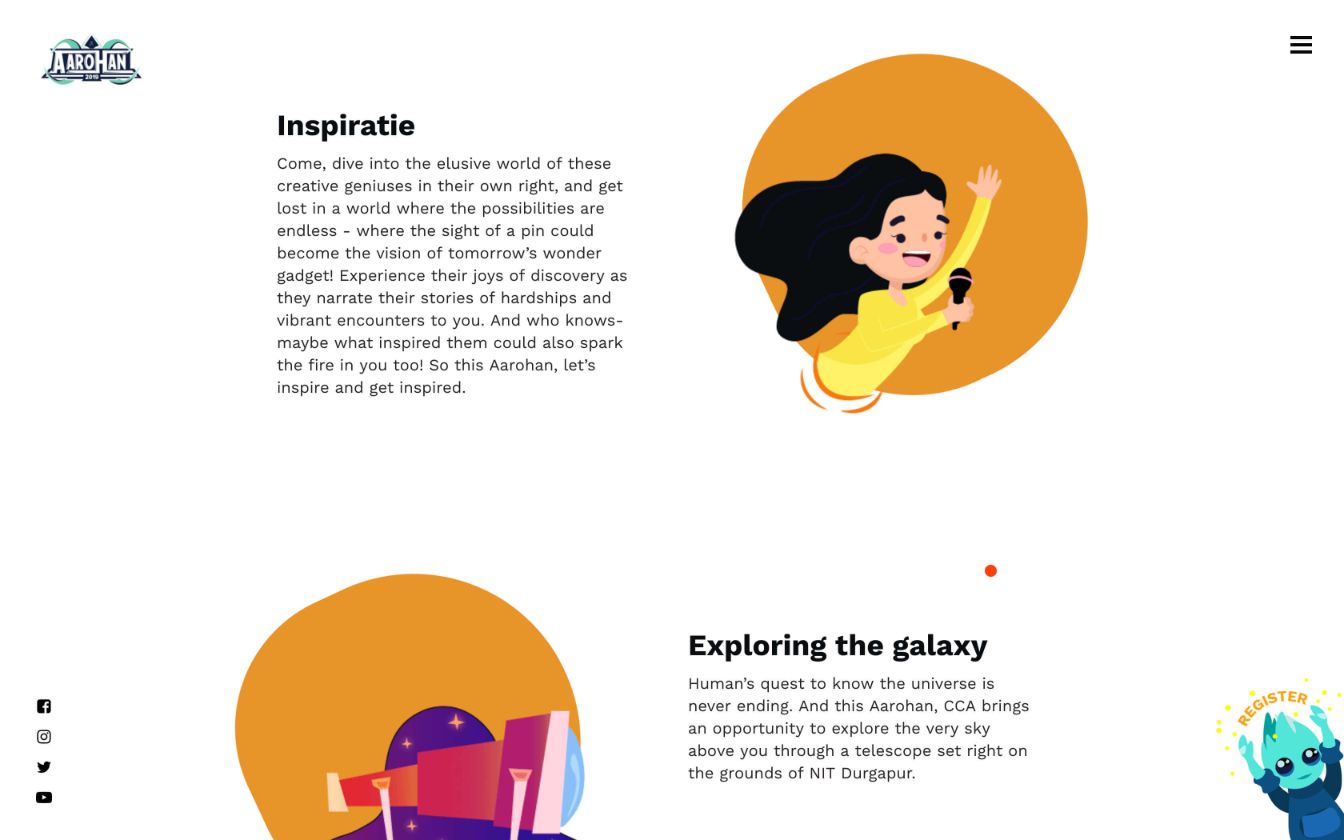 AAROHAN
2019
Inspiratie
Come, dive into the elusive world of these
creative geniuses in their own right, and get
lost in a world where the possibilities are
endless - where the sight of a pin could
become the vision of tomorrow’s wonder
gadget! Experience their joys of discovery as
they narrate their stories of hardships and
vibrant encounters to you. And who knows-
maybe what inspired them could also spark
the fire in you too! So this Aarohan, let’s
inspire and get inspired.
Exploring the galaxy
Human’s quest to know the universe is
never ending. And this Aarohan, CCA brings
an opportunity to explore the very sky
above you through a telescope set right on
the grounds of NIT Durgapur.
REGISTER